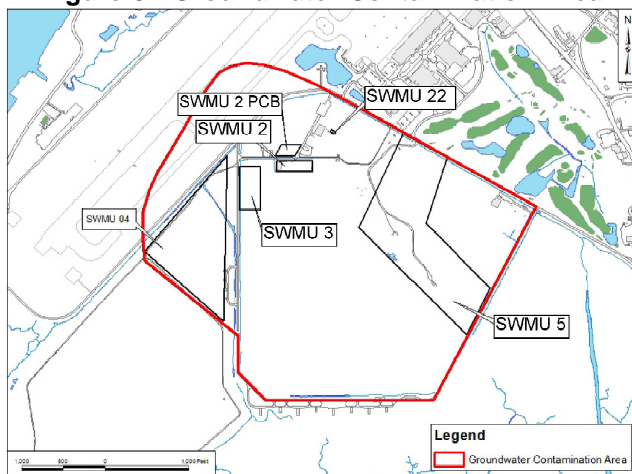 N
SWMU 2 PCB
SWMU 22
SWMU 2
SWMU 04
SWMU 3
SWMU 5
1,000 500 0 1,000 Feet
Legend
Groundwater Contamination Area